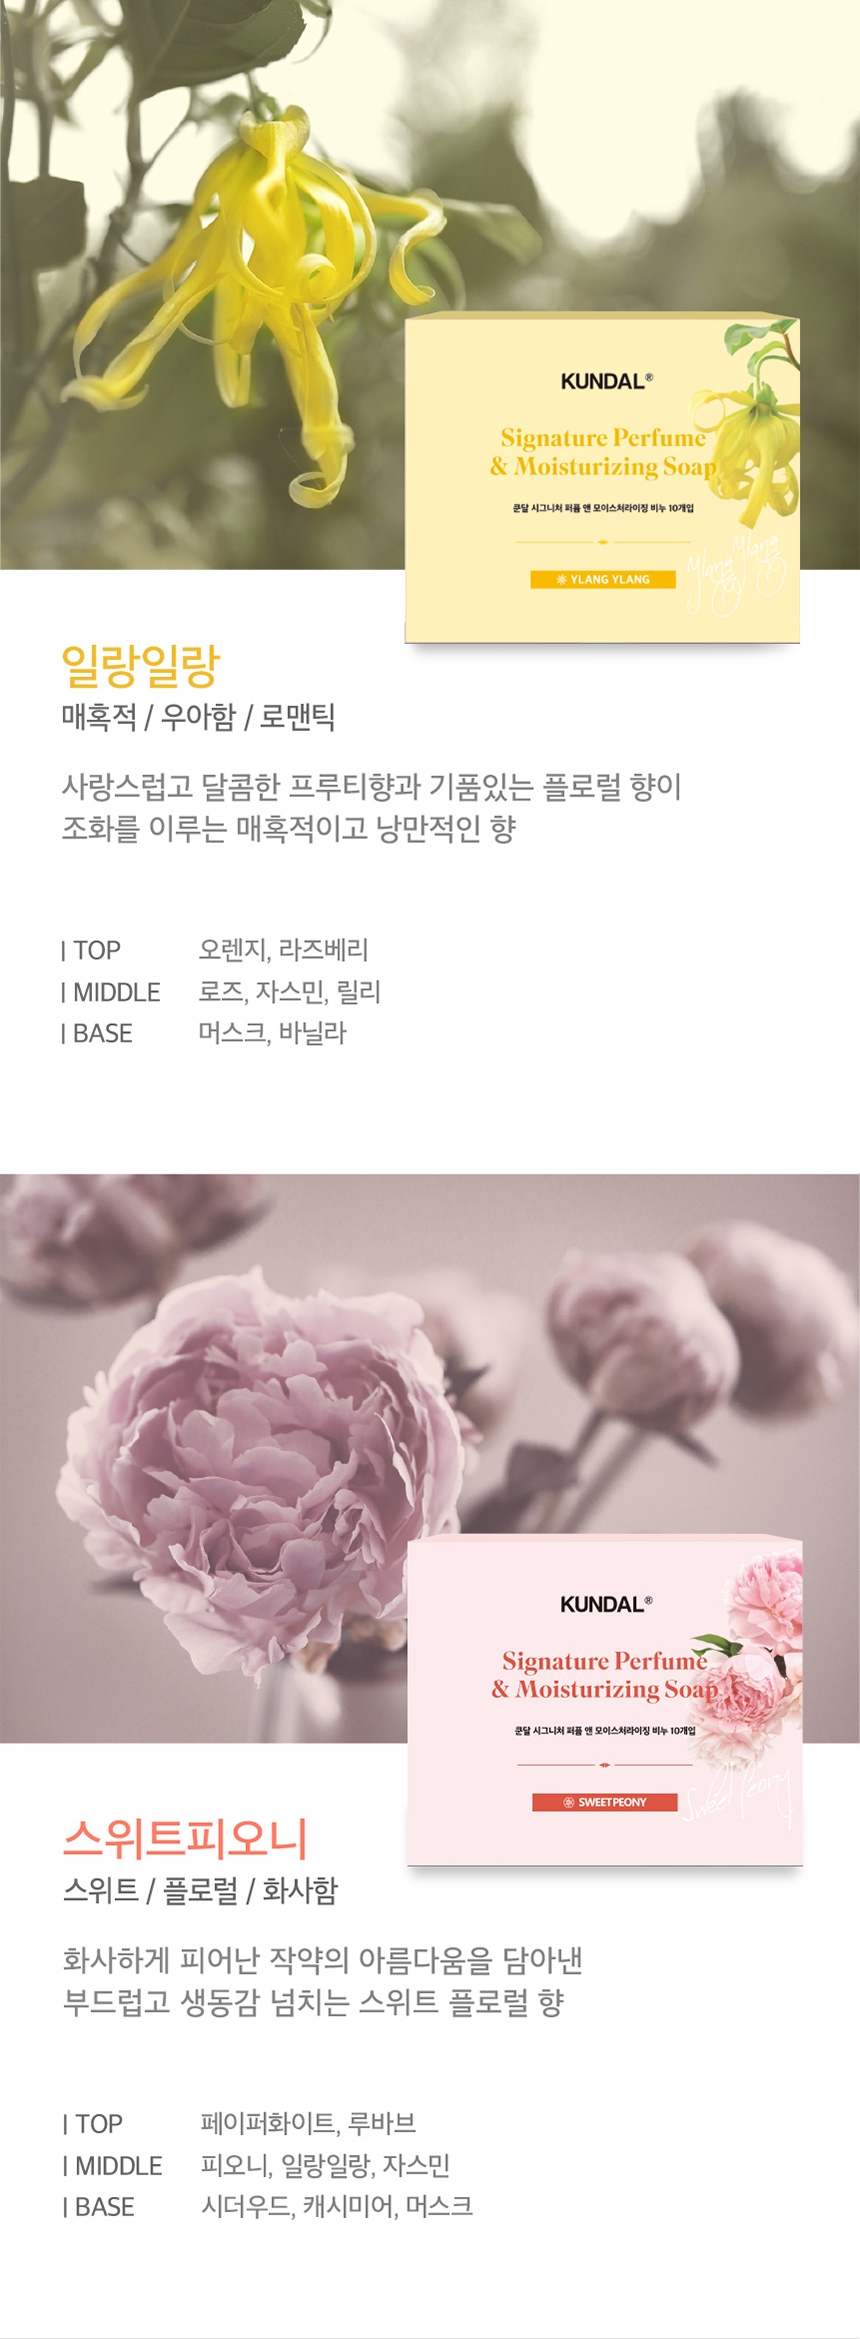 KUNDAL®
Signature Perfume
& Moisturizing Soap
쿤달 시그니처 퍼퓸 앤 모이스처라이징 비누 10개입
YLANG YLANG
Ylang Ylang
일랑일랑
매혹적 / 우아함 / 로맨틱
사랑스럽고 달콤한 프루티향과 기품있는 플로럴 향이
조화를 이루는 매혹적이고 낭만적인 향
| TOP 오렌지, 라즈베리
| MIDDLE 로즈, 자스민, 릴리
| BASE 머스크, 바닐라
KUNDAL®
Signature Perfume
& Moisturizing Soap
쿤달 시그니처 퍼퓸 앤 모이스처라이징 비누 10개입
SWEET PEONY
Sweet Peony
스위트피오니
스위트 / 플로럴 / 화사함
화사하게 피어난 작약의 아름다움을 담아낸
부드럽고 생동감 넘치는 스위트 플로럴 향
| TOP 페이퍼화이트, 루바브
| MIDDLE 피오니, 일랑일랑, 자스민
| BASE 시더우드, 캐시미어, 머스크